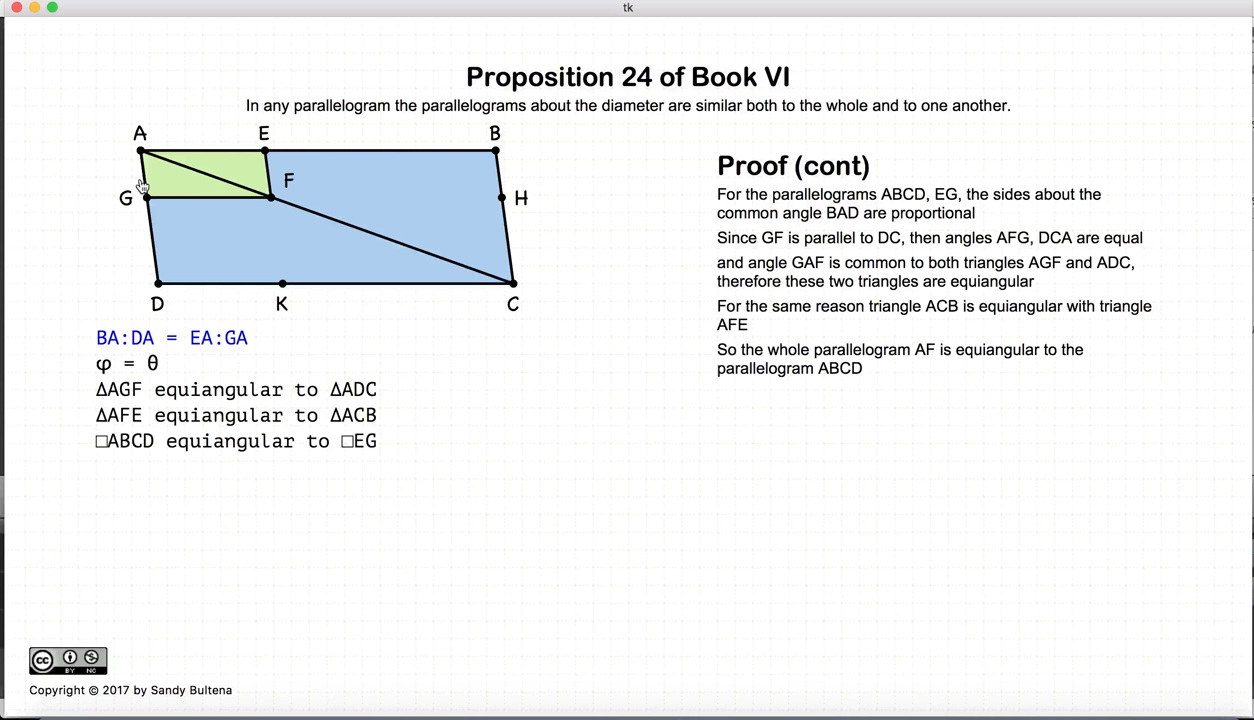 tk
Proposition 24 of Book VI
In any parallelogram the parallelograms about the diameter are similar both to the whole and to one another.
A E B
F
G H
D K C
BA:DA = EA:GA
φ = θ
ΔAGF equiangular to ΔADC
ΔAFE equiangular to ΔACB
□ABCD equiangular to □EG
Proof (cont)
For the parallelograms ABCD, EG, the sides about the
common angle BAD are proportional
Since GF is parallel to DC, then angles AFG, DCA are equal
and angle GAF is common to both triangles AGF and ADC,
therefore these two triangles are equiangular
For the same reason triangle ACB is equiangular with triangle
AFE
So the whole parallelogram AF is equiangular to the
parallelogram ABCD
cc
BY NC
Copyright © 2017 by Sandy Bultena